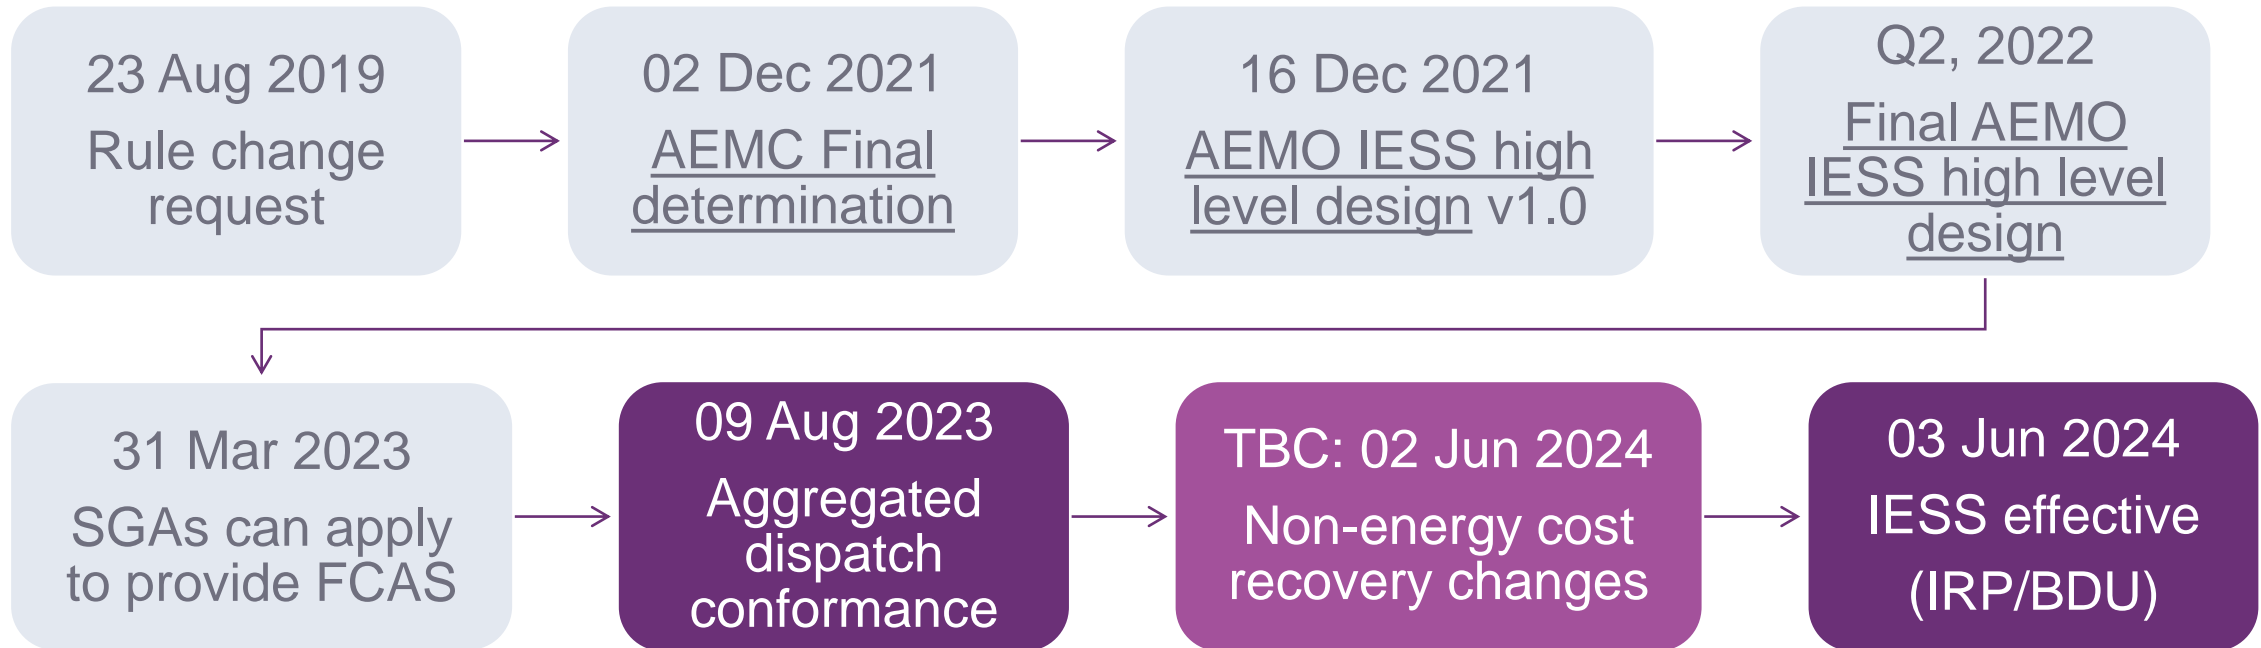 23 Aug 2019
Rule change
request
02 Dec 2021
AEMC Final
determination
16 Dec 2021
AEMO IESS high
level design v1.0
Q2, 2022
Final AEMO
IESS high level
design
31 Mar 2023
SGAs can apply
to provide FCAS
09 Aug 2023
Aggregated
dispatch
conformance
TBC: 02 Jun 2024
Non-energy cost
recovery changes
03 Jun 2024
IESS effective
(IRP/BDU)